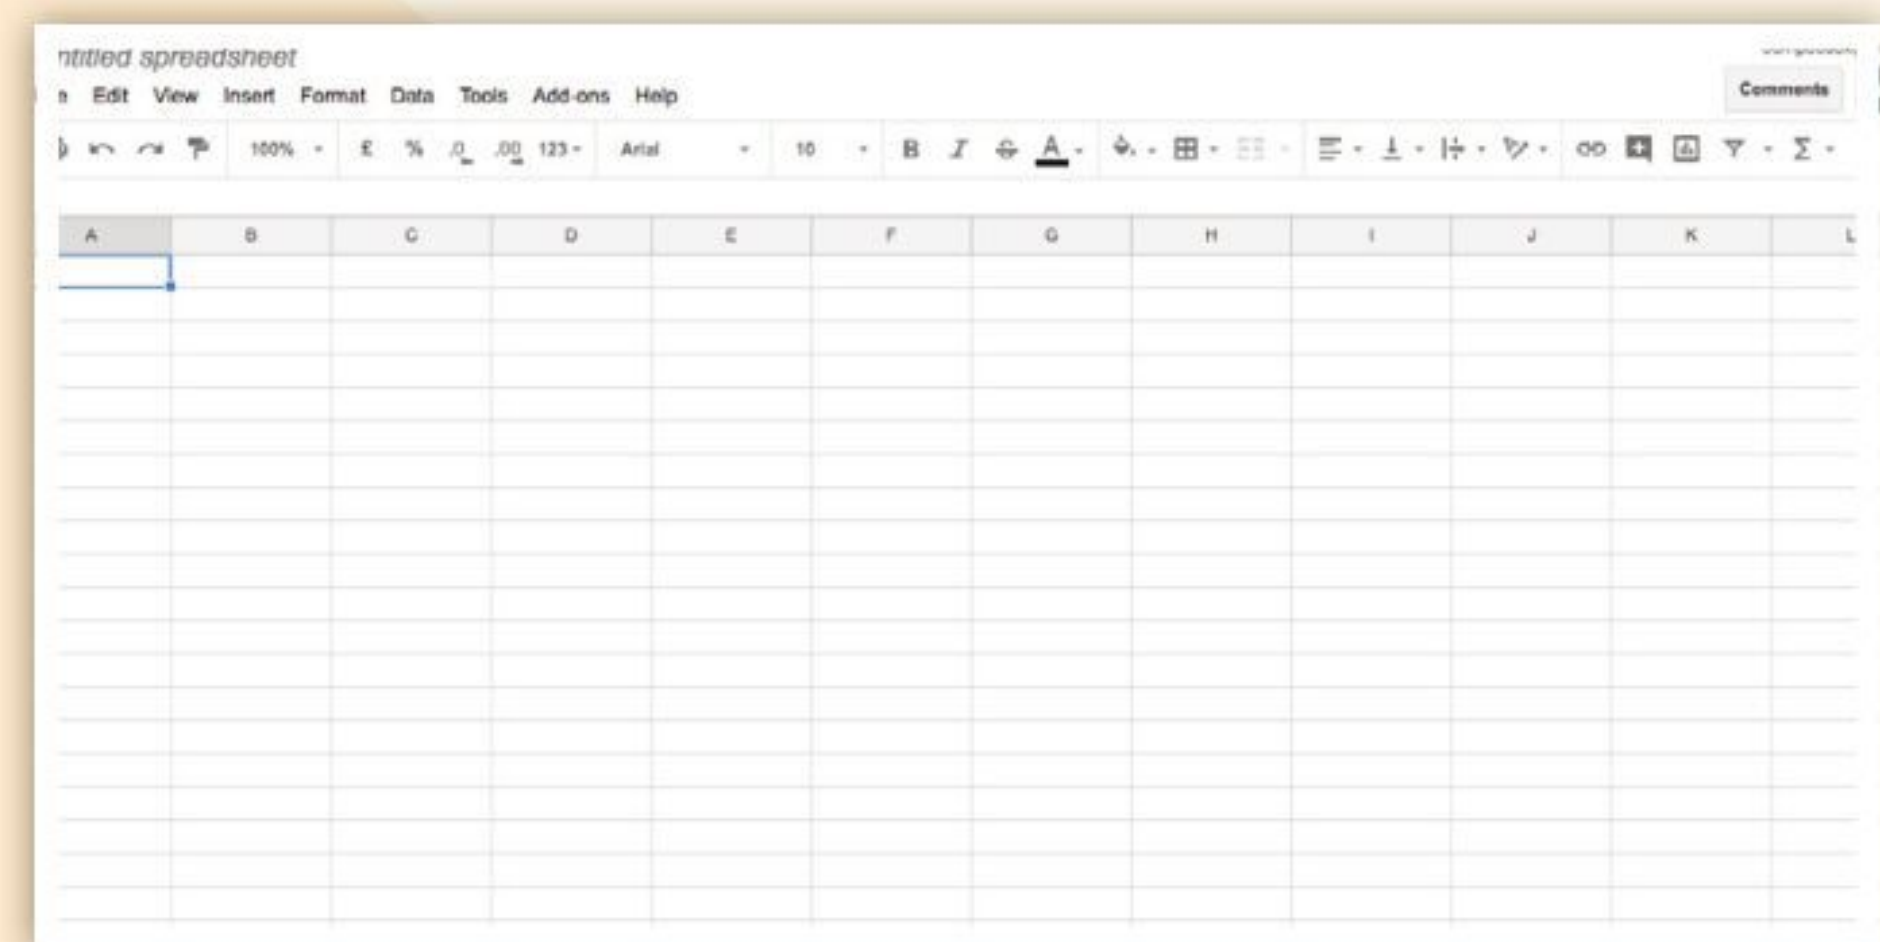 ntitled spreadsheet
e Edit View Insert Format Data Tools Add-ons Help
Comments
100% £ % .0 .00 123 Arial 10 B I S A Σ
A B C D E F G H I J K L